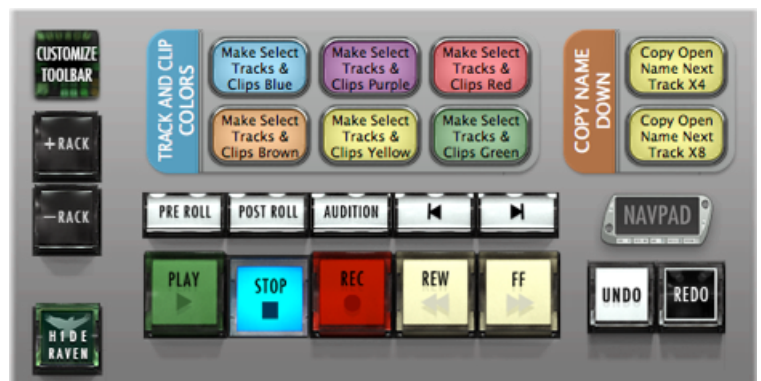 CUSTOMIZE
TOOLBAR
+RACK
−RACK
HIDE
RAVEN
TRACK AND CLIP
COLORS
Make Select
Tracks &
Clips Blue
Make Select
Tracks &
Clips Purple
Make Select
Tracks &
Clips Red
Make Select
Tracks &
Clips Brown
Make Select
Tracks &
Clips Yellow
Make Select
Tracks &
Clips Green
COPY NAME
DOWN
Copy Open
Name Next
Track X4
Copy Open
Name Next
Track X8
PRE ROLL
POST ROLL
AUDITION
NAVPAD
PLAY
STOP
REC
REW
FF
UNDO
REDO